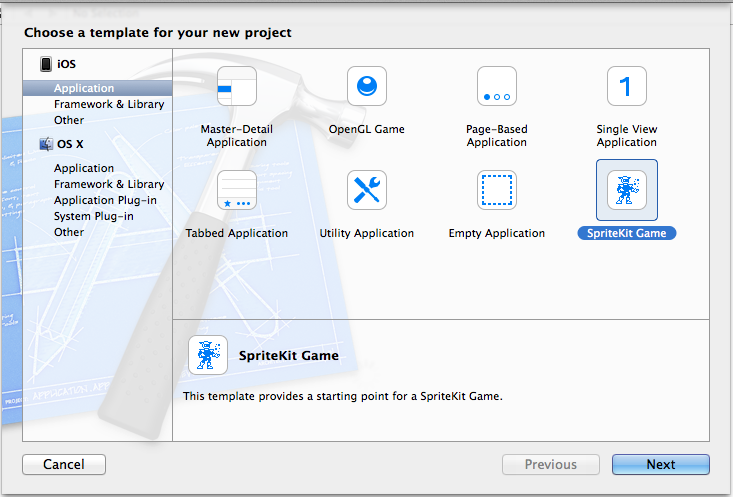 No Selection
Choose a template for your new project
iOS
Application
Framework & Library
Other
OS X
Application
Framework & Library
Application Plug-in
System Plug-in
Other
Master-Detail
Application
OpenGL Game
Page-Based
Application
1
Single View
Application
Tabbed Application
Utility Application
Empty Application
SpriteKit Game
SpriteKit Game
This template provides a starting point for a SpriteKit Game.
Cancel
Previous
Next